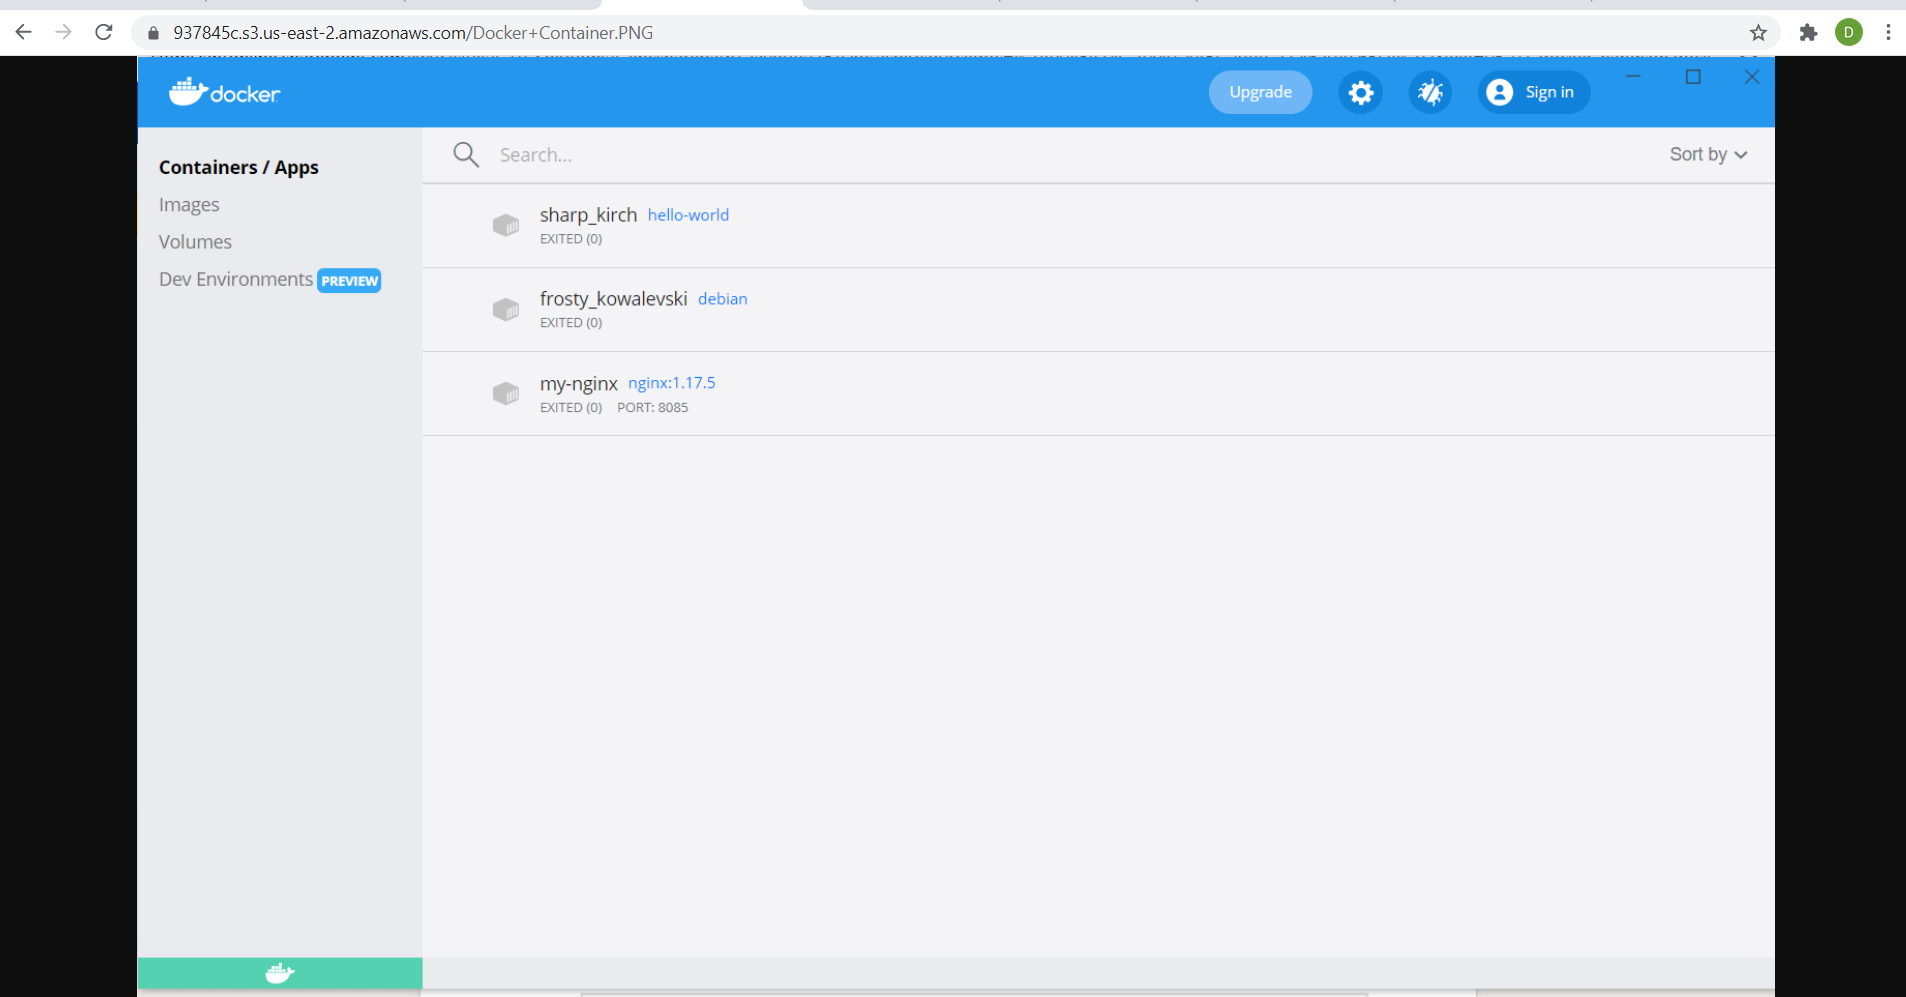 937845c.s3.us-east-2.amazonaws.com/Docker+Container.PNG
D
docker
Upgrade
Sign in
Containers / Apps
Images
Volumes
Dev Environments PREVIEW
Search...
Sort by
sharp_kirch hello-world
EXITED (0)
frosty_kowalevski debian
EXITED (0)
my-nginx nginx:1.17.5
EXITED (0) PORT: 8085